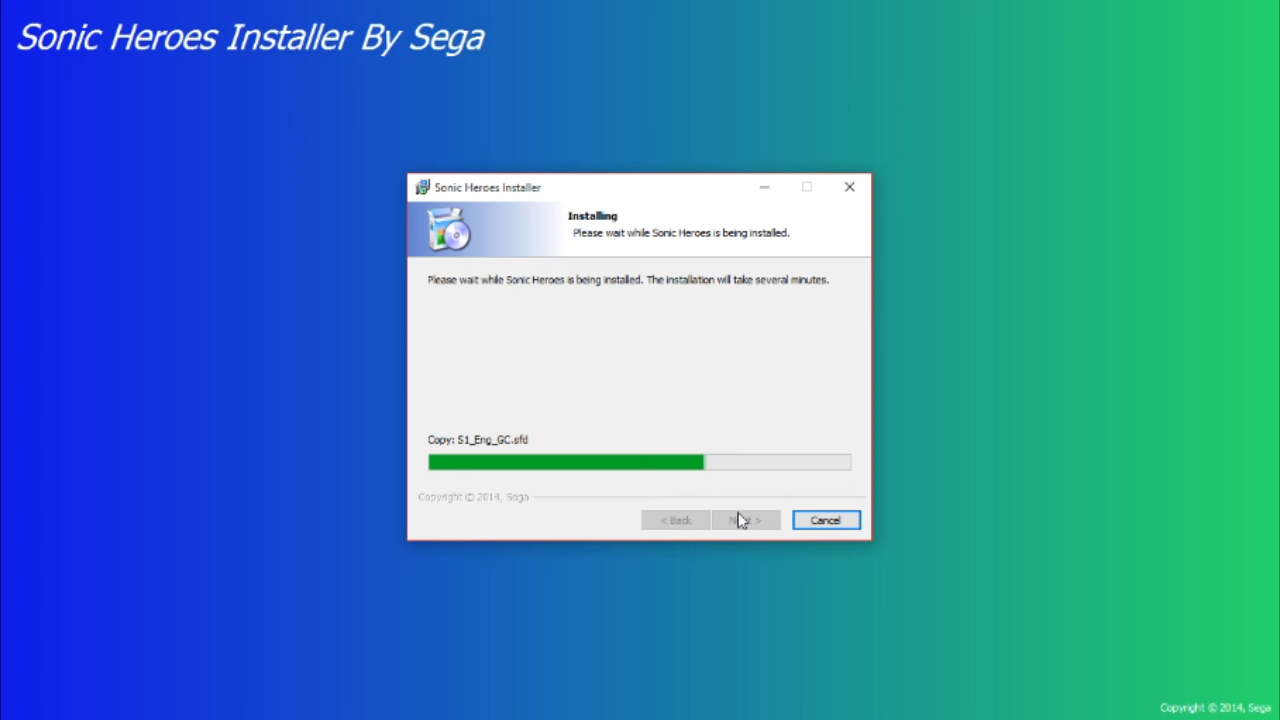 Sonic Heroes Installer By Sega
Sonic Heroes Installer
Installing
Please wait while Sonic Heroes is being installed.
Please wait while Sonic Heroes is being installed. The installation will take several minutes.
Copy: S1_Eng_GC.sfd
Copyright © 2014, Sega
< Back
>
Cancel
Copyright © 2014, Sega